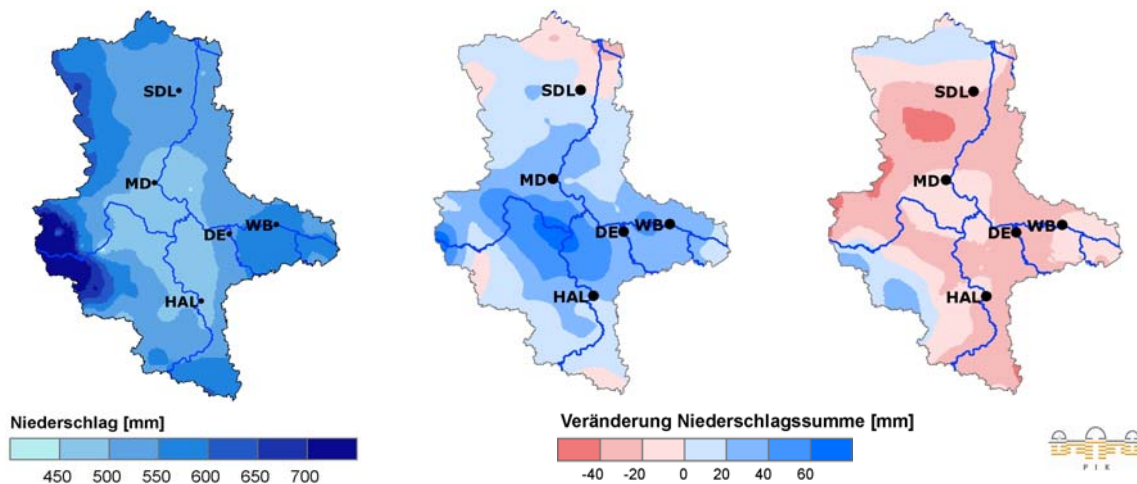 SDL
MD
DE
WB
HAL
SDL
MD
DE
WB
HAL
SDL
MD
DE
WB
HAL
Niederschlag [mm]
450 500 550 600 650 700
Veränderung Niederschlagssumme [mm]
-40 -20 0 20 40 60
P I K